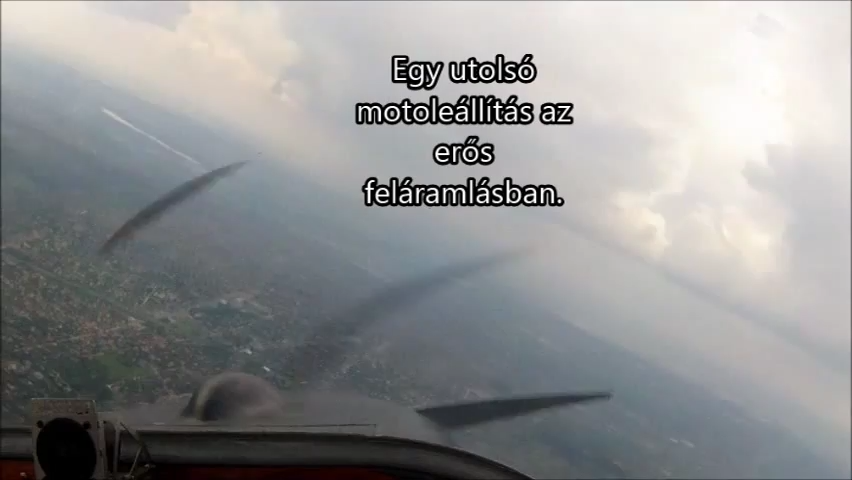 Egy utolsó
motoleállítás az
erős
feláramlásban.